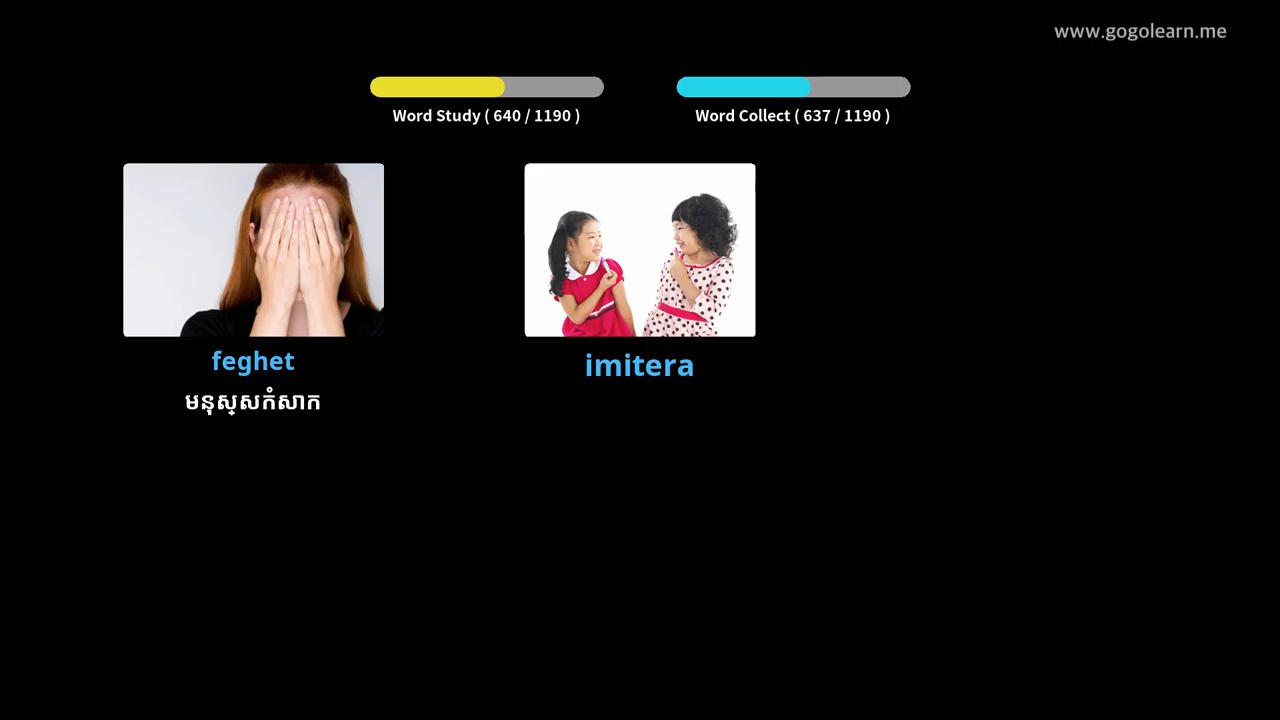 www.gogolearn.me
Word Study ( 640 / 1190 )
Word Collect ( 637 / 1190 )
feghet
imitera
មនុស្សកំសាក